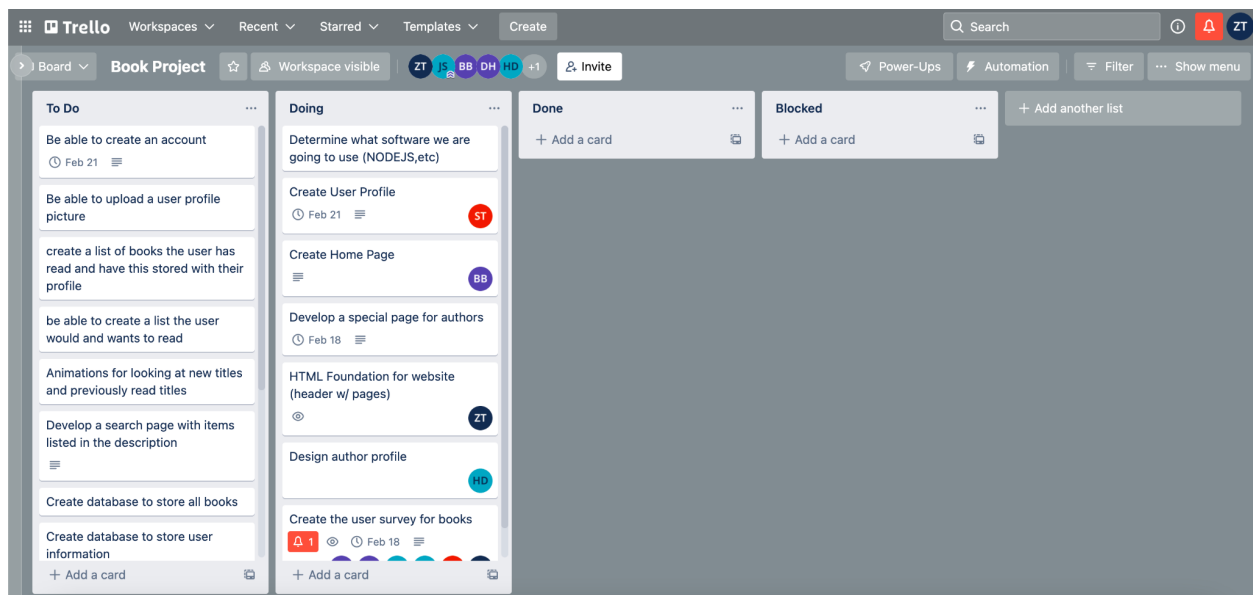 Trello
Workspaces
Recent
Starred
Templates
Create
Search
ZT
Board
Book Project
Workspace visible
ZT
JS
BB
DH
HD
+1
Invite
Power-Ups
Automation
Filter
Show menu
To Do
Be able to create an account
Feb 21
Be able to upload a user profile
picture
create a list of books the user has
read and have this stored with their
profile
be able to create a list the user
would and wants to read
Animations for looking at new titles
and previously read titles
Develop a search page with items
listed in the description
Create database to store all books
Create database to store user
information
+ Add a card
Doing
Determine what software we are
going to use (NODEJS,etc)
Create User Profile
Feb 21
ST
Create Home Page
BB
Develop a special page for authors
Feb 18
HTML Foundation for website
(header w/ pages)
ZT
Design author profile
HD
Create the user survey for books
1
Feb 18
+ Add a card
Done
+ Add a card
Blocked
+ Add a card
+ Add another list